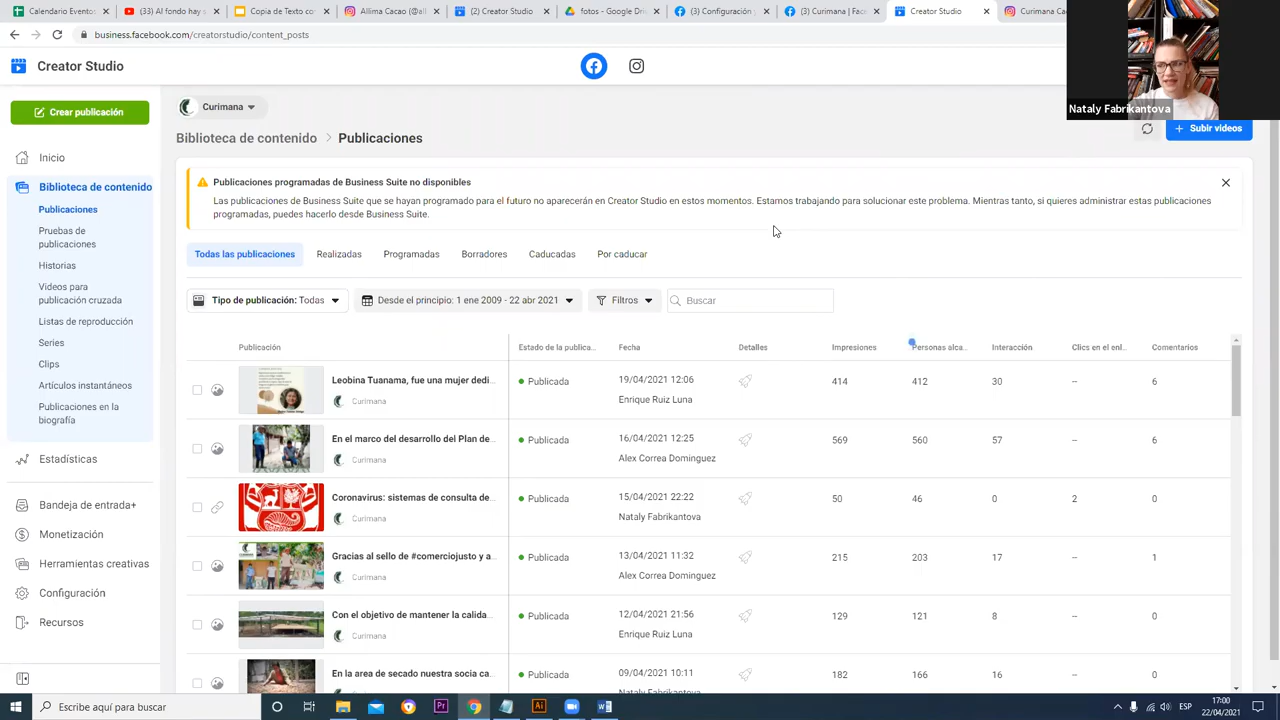 Calendario Evento
(5) Al fondo hay s
Copia de Texto co
Allima Cacao (@all
(2) Creator Studio
fotos - Google Dri
(3) Configuración
(3) Curimana | Fac
Creator Studio
Curimana Cac
business.facebook.com/creatorstudio/content_posts
Creator Studio
Nataly Fabrikantova
Crear publicación
Curimana
Biblioteca de contenido > Publicaciones
+ Subir videos
Inicio
Biblioteca de contenido
Publicaciones
Pruebas de
publicaciones
Historias
Videos para
publicación cruzada
Listas de reproducción
Series
Clips
Artículos instantáneos
Publicaciones en la
biografía
Estadísticas
Bandeja de entrada+
Monetización
Herramientas creativas
Configuración
Recursos
Publicaciones programadas de Business Suite no disponibles
Las publicaciones de Business Suite que se hayan programado para el futuro no aparecerán en Creator Studio en estos momentos. Estamos trabajando para solucionar este problema. Mientras tanto, si quieres administrar estas publicaciones
programadas, puedes hacerlo desde Business Suite.
Todas las publicaciones Realizadas Programadas Borradores Caducadas Por caducar
Tipo de publicación: Todas Desde el principio: 1 ene 2009 - 22 abr 2021 Filtros Buscar
Publicación Estado de la publica... Fecha Detalles Impresiones Personas alca... Interacción Clics en el enl... Comentarios
Leobina Tuanama, fue una mujer dedi... Publicada 19/04/2021 12:06 414 412 30 -- 6
Curimana Enrique Ruiz Luna
En el marco del desarrollo del Plan de... Publicada 16/04/2021 12:25 569 560 57 -- 6
Curimana Alex Correa Dominguez
Coronavirus: sistemas de consulta de... Publicada 15/04/2021 22:22 50 46 0 2 0
Curimana Nataly Fabrikantova
Gracias al sello de #comerciojusto y a... Publicada 13/04/2021 11:32 215 203 17 -- 1
Curimana Alex Correa Dominguez
Con el objetivo de mantener la calida... Publicada 12/04/2021 21:56 129 121 8 -- 0
Curimana Enrique Ruiz Luna
En la area de secado nuestra socia ca... Publicada 09/04/2021 10:11 182 166 16 -- 0
Nataly Fabrikantova
Escribe aquí para buscar
ESP
17:00
22/04/2021